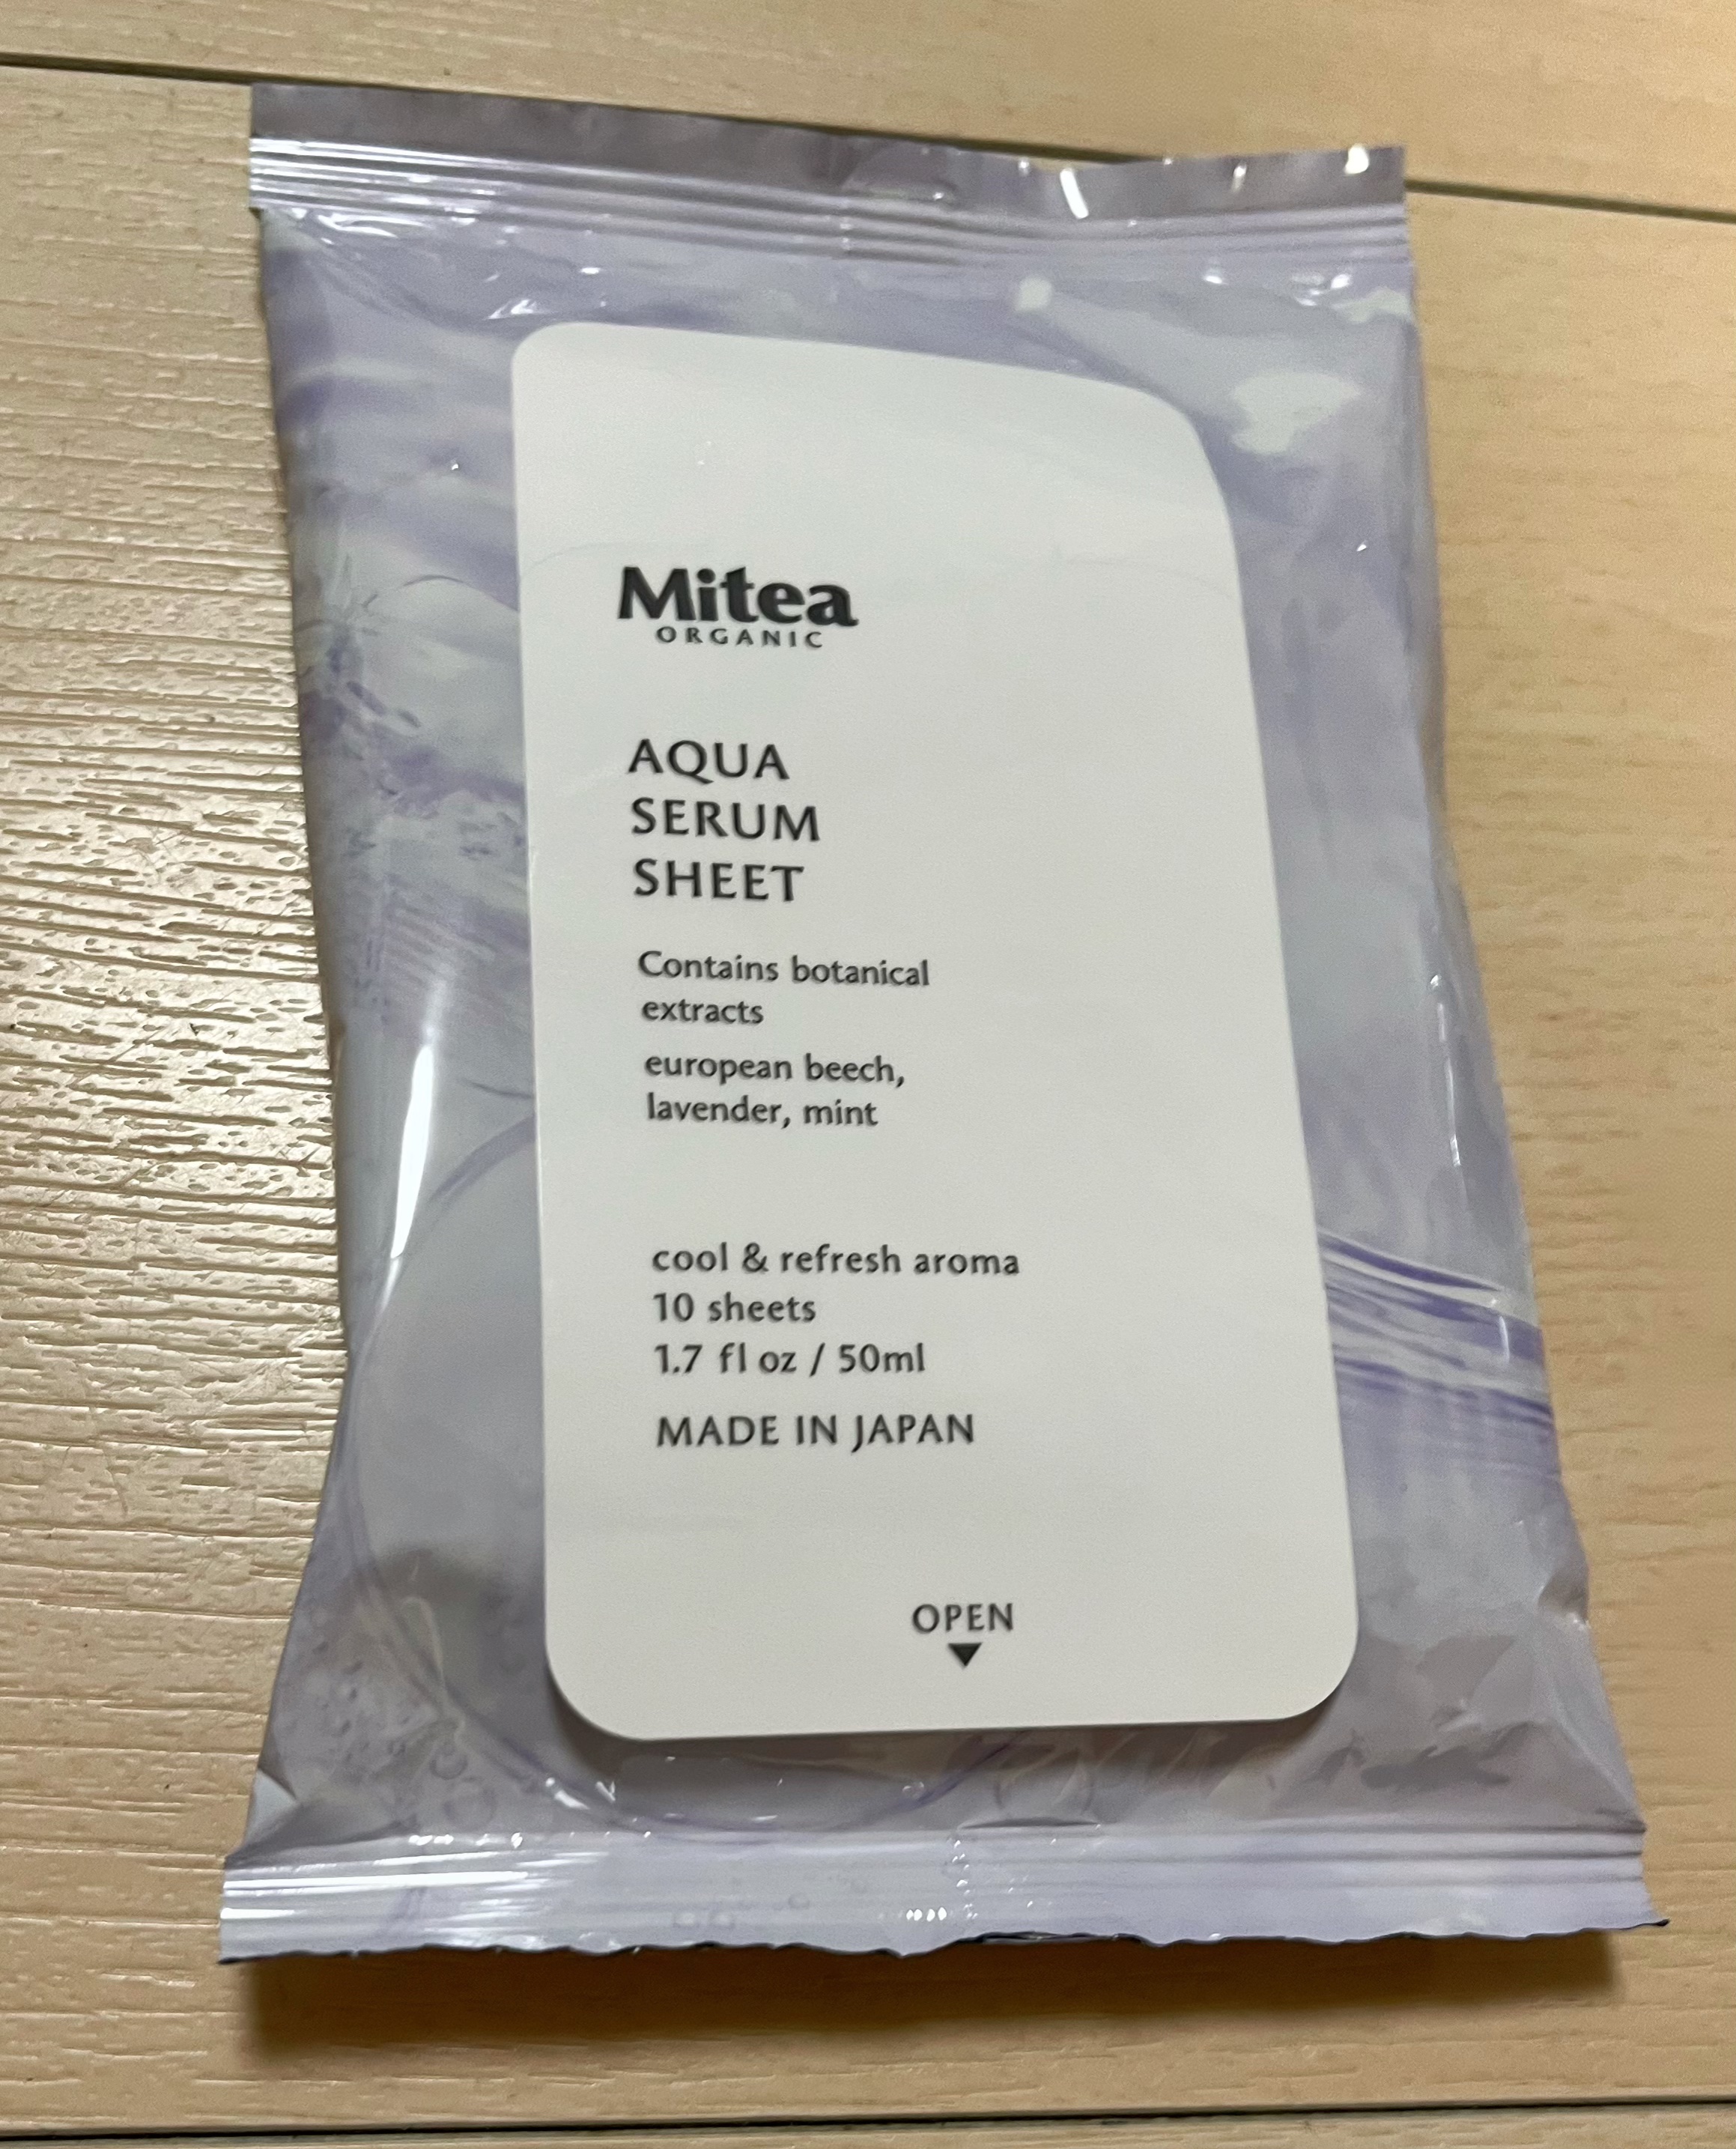 Mitea
ORGANIC
AQUA
SERUM
SHEET
Contains botanical
extracts
european beech,
lavender, mint
cool & refresh aroma
10 sheets
1.7 fl oz / 50ml
MADE IN JAPAN
OPEN